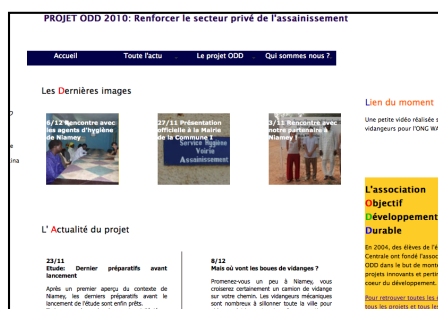 PROJET ODD 2010: Renforcer le secteur privé de l'assainissement
Accueil
Toute l'actu
Le projet ODD
Qui sommes nous ?
Les Dernières images
6/12 Rencontre avec
les agents d'hygiène
de Niamey
27/11 Présentation
officielle à la Mairie
de la Commune I
Service Hygiène
Voirie
Assainissement
3/11 Rencontre avec
notre partenaire à
Niamey
L' Actualité du projet
23/11
Etude: Dernier préparatifs avant
lancement
Après un premier aperçu du contexte de
Niamey, les derniers préparatifs avant le
lancement de l'étude sont enfin prêts.
8/12
Mais où vont les boues de vidanges ?
Promenez-vous un peu à Niamey, vous
croiserez certainement un camion de vidange
sur votre chemin. Les vidangeurs mécaniques
sont nombreux à sillonner toute la ville pour
Lien du moment
Une petite vidéo réalisée
vidangeurs pour l'ONG
L'association
Objectif
Développement
Durable
En 2004, des élèves de
Centrale ont fondé
ODD dans le but de
projets innovants et
coeur du développement.
Pour retrouver toutes les
tous les projets et tous